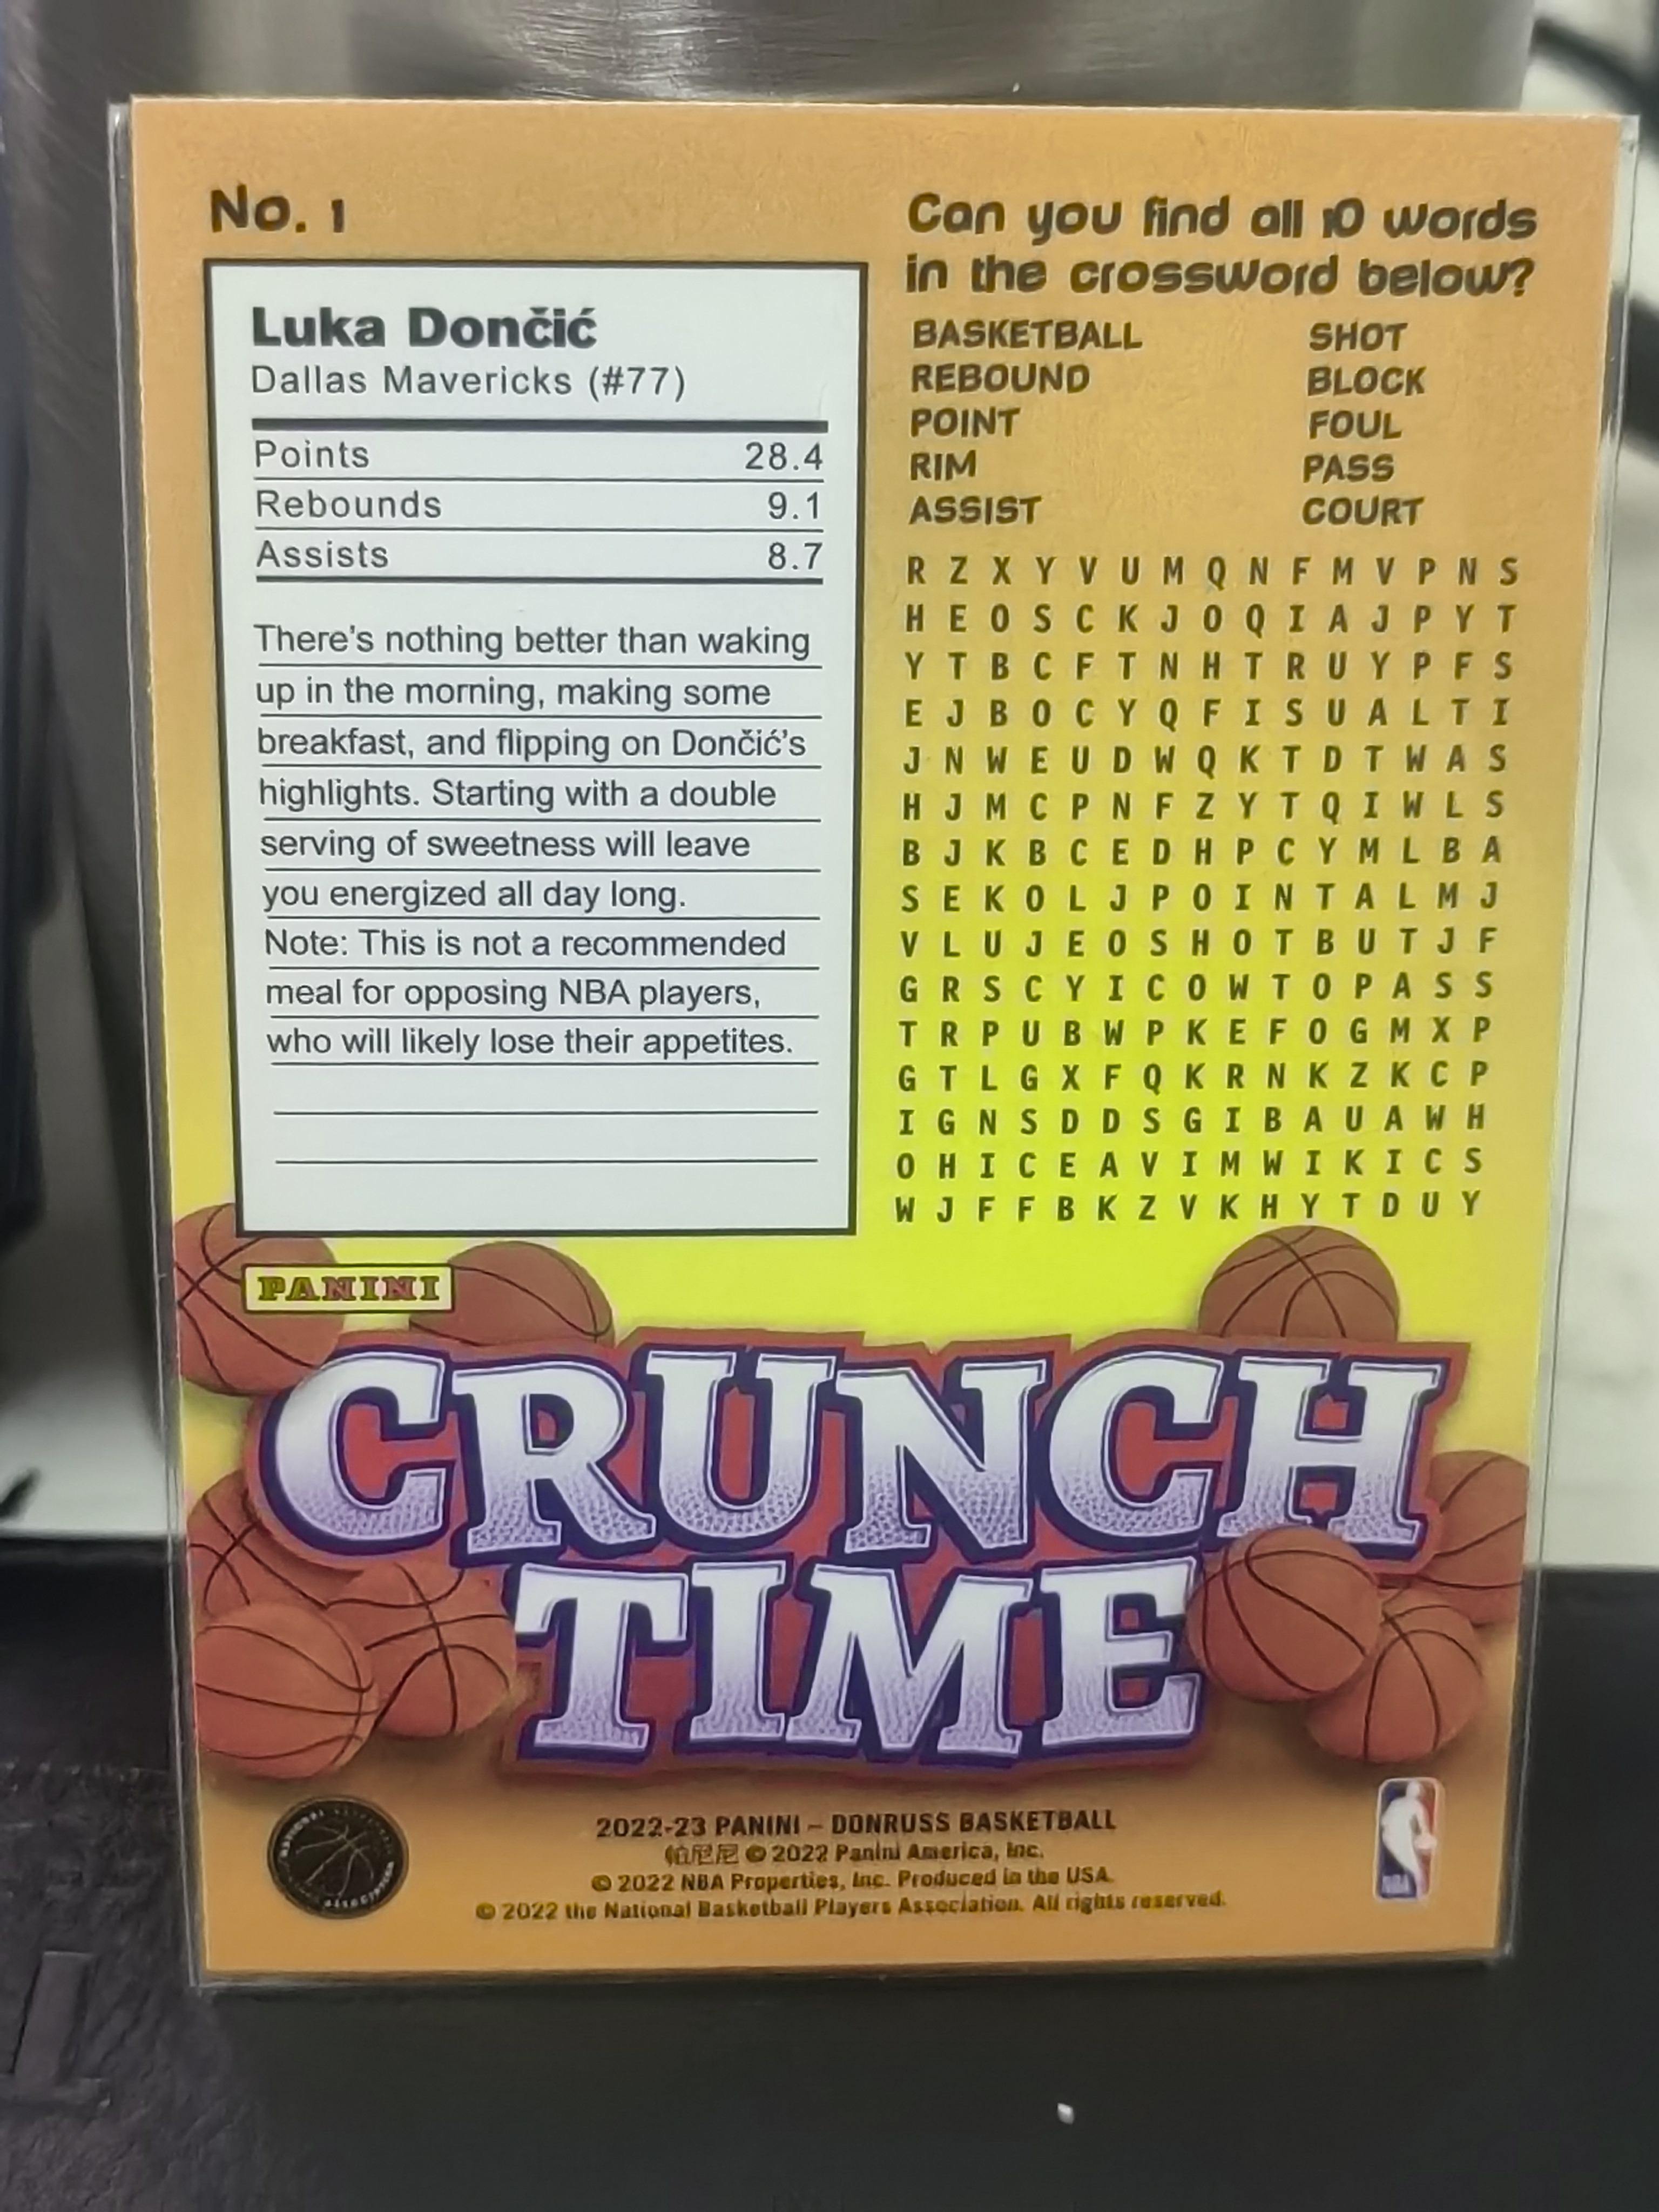 No. 1
Luka Dončić
Dallas Mavericks (#77)
Points 28.4
Rebounds 9.1
Assists 8.7
There's nothing better than waking
up in the morning, making some
breakfast, and flipping on Dončić's
highlights. Starting with a double
serving of sweetness will leave
you energized all day long.
Note: This is not a recommended
meal for opposing NBA players,
who will likely lose their appetites.
Can you find all 10 words
in the crossword below?
BASKETBALL SHOT
REBOUND BLOCK
POINT FOUL
RIM PASS
ASSIST COURT
R Z X Y V U M Q N F M V P N S
H E O S C K J O Q I A J P Y T
Y T B C F T N H T R U Y P F S
E J B O C Y Q F I S U A L T I
J N W E U D W Q K T D T W A S
H J M C P N F Z Y T Q I W L S
B J K B C E D H P C Y M L B A
S E K O L J P O I N T A L M J
V L U J E O S H O T B U T J F
G R S C Y I C O W T O P A S S
T R P U B W P K E F O G M X P
G T L G X F Q K R N K Z K C P
I G N S D D S G I B A U A W H
O H I C E A V I M W I K I C S
W J F F B K Z V K H Y T D U Y
PANINI
CRUNCH
TIME
2022-23 PANINI – DONRUSS BASKETBALL
帕尼尼 © 2022 Panini America, Inc.
© 2022 NBA Properties, Inc. Produced in the USA.
© 2022 the National Basketball Players Association. All rights reserved.
NBA